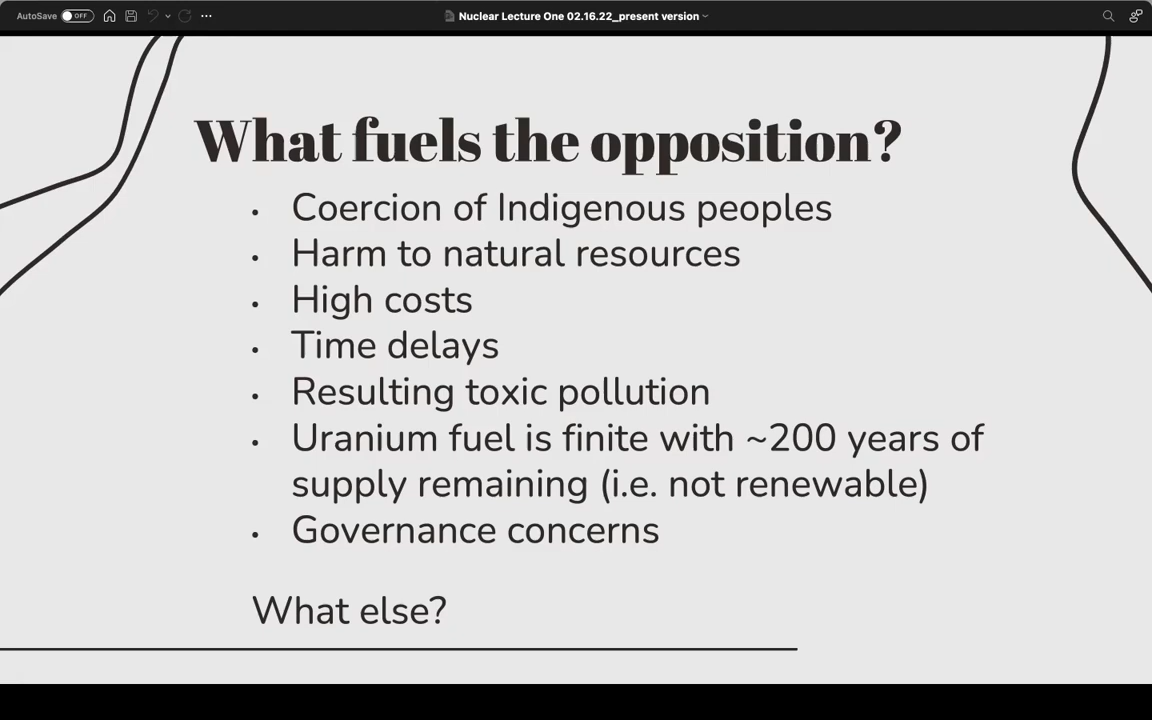 AutoSave OFF
Nuclear Lecture One 02.16.22_present version
What fuels the opposition?
• Coercion of Indigenous peoples
• Harm to natural resources
• High costs
• Time delays
• Resulting toxic pollution
• Uranium fuel is finite with ~200 years of
supply remaining (i.e. not renewable)
• Governance concerns
What else?